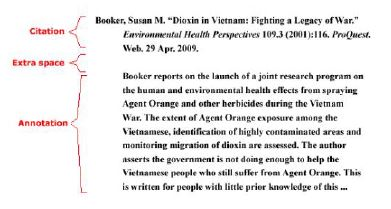 Citation
Booker, Susan M. “Dioxin in Vietnam: Fighting a Legacy of War.”
Environmental Health Perspectives 109.3 (2001):116. ProQuest.
Web. 29 Apr. 2009.
Extra space
Annotation
Booker reports on the launch of a joint research program on
the human and environmental health effects from spraying
Agent Orange and other herbicides during the Vietnam
War. The extent of Agent Orange exposure among the
Vietnamese, identification of highly contaminated areas and
monitoring migration of dioxin are assessed. The author
asserts the government is not doing enough to help the
Vietnamese people who still suffer from Agent Orange. This
is written for people with little prior knowledge of this ...